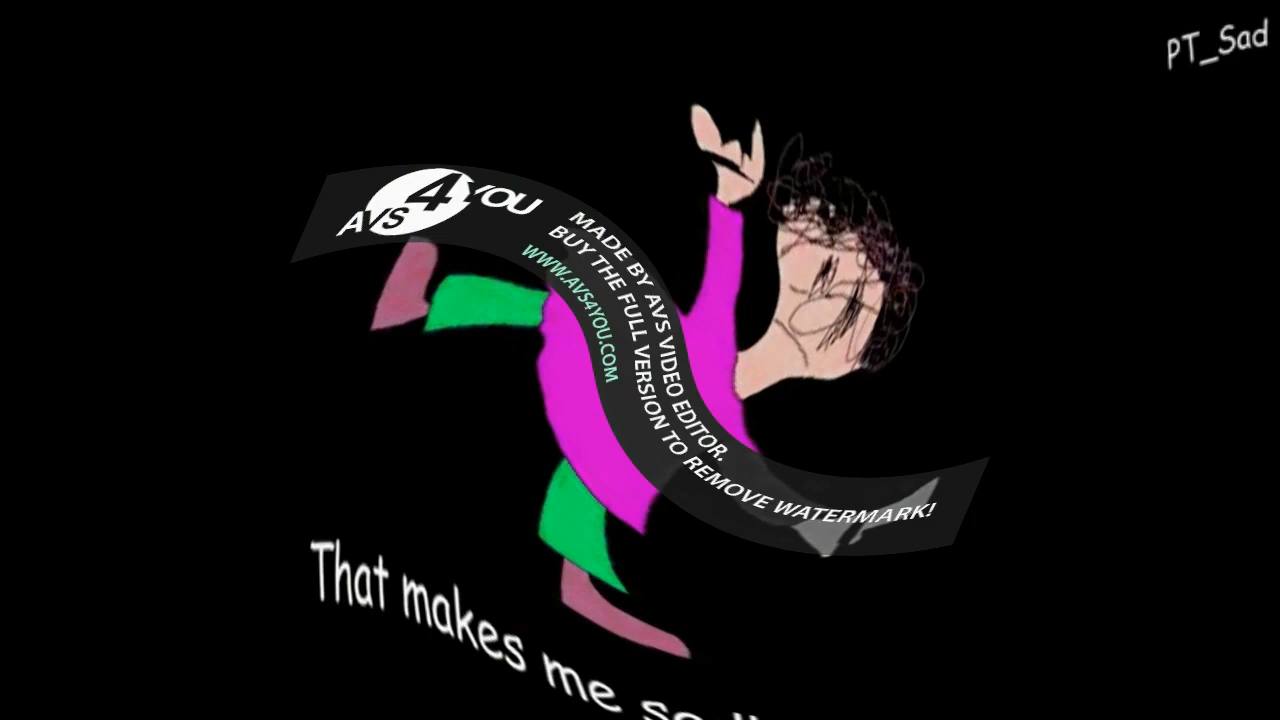 PT_Sad
AVS4YOU
MADE BY AVS VIDEO EDITOR.
BUY THE FULL VERSION TO REMOVE WATERMARK!
WWW.AVS4YOU.COM
That makes me so